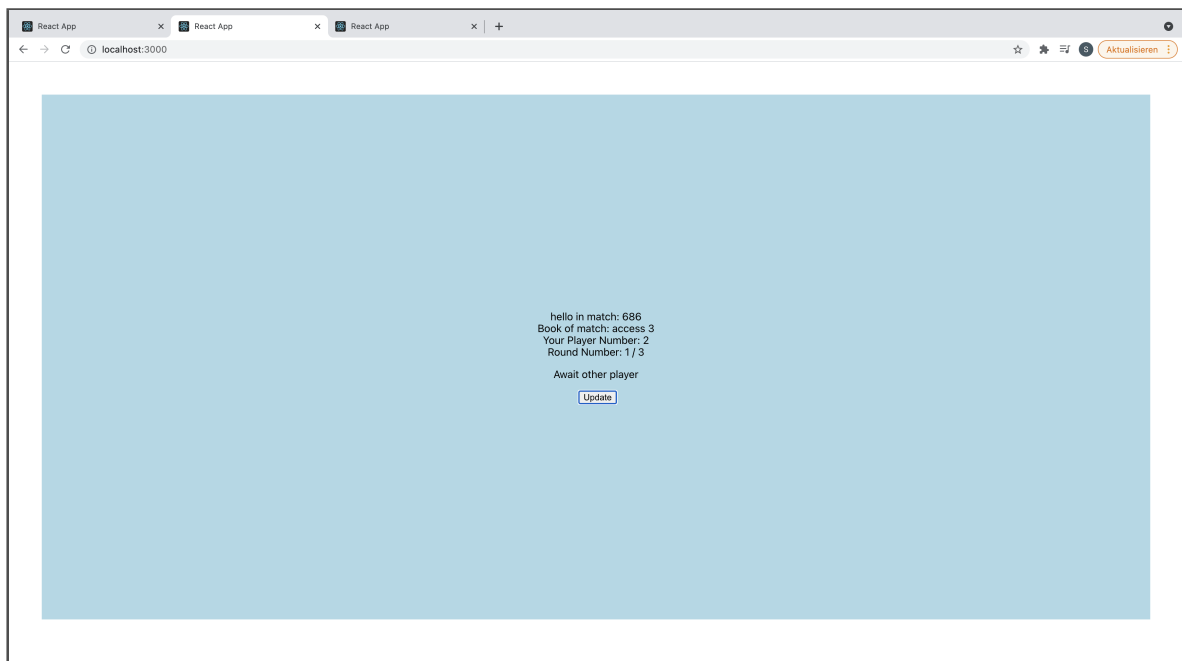 React App
React App
React App
localhost:3000
S
Aktualisieren
hello in match: 686
Book of match: access 3
Your Player Number: 2
Round Number: 1 / 3
Await other player
Update